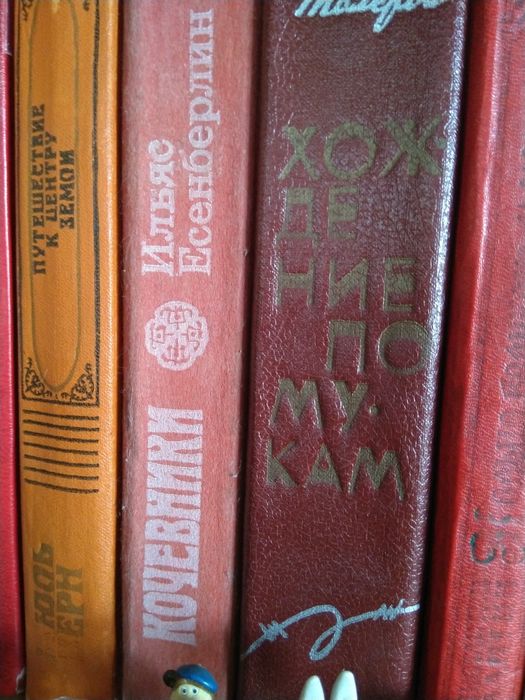 ПУТЕШЕСТВИЕ
К ЦЕНТРУ
ЗЕМЛИ
ЖЮЛЬ
ВЕРН
Ильяс
Есенберлин
КОЧЕВНИКИ
ХОЖ·
ДЕ
НИЕ
ПО
МУ·
КАМ